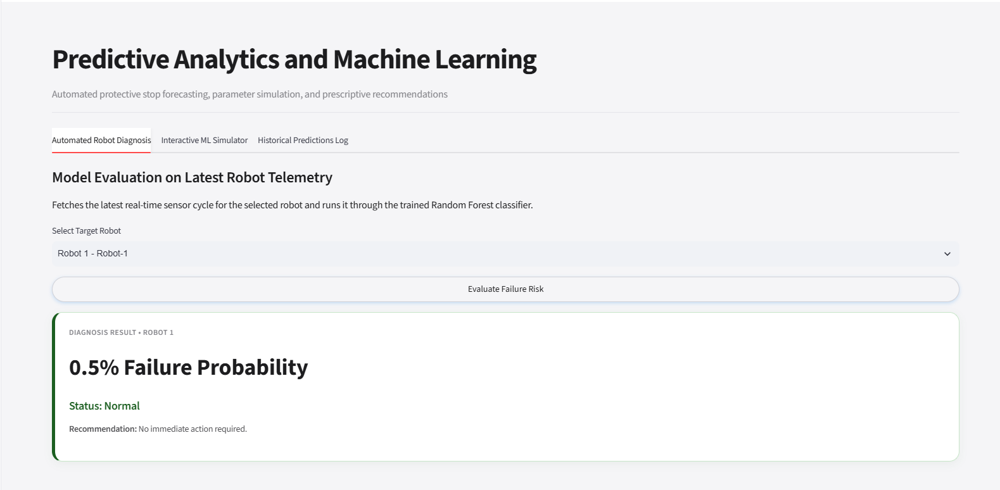 Predictive Analytics and Machine Learning
Automated protective stop forecasting, parameter simulation, and prescriptive recommendations
Automated Robot Diagnosis
Interactive ML Simulator
Historical Predictions Log
Model Evaluation on Latest Robot Telemetry
Fetches the latest real-time sensor cycle for the selected robot and runs it through the trained Random Forest classifier.
Select Target Robot
Robot 1 - Robot-1
Evaluate Failure Risk
DIAGNOSIS RESULT • ROBOT 1
0.5% Failure Probability
Status: Normal
Recommendation: No immediate action required.